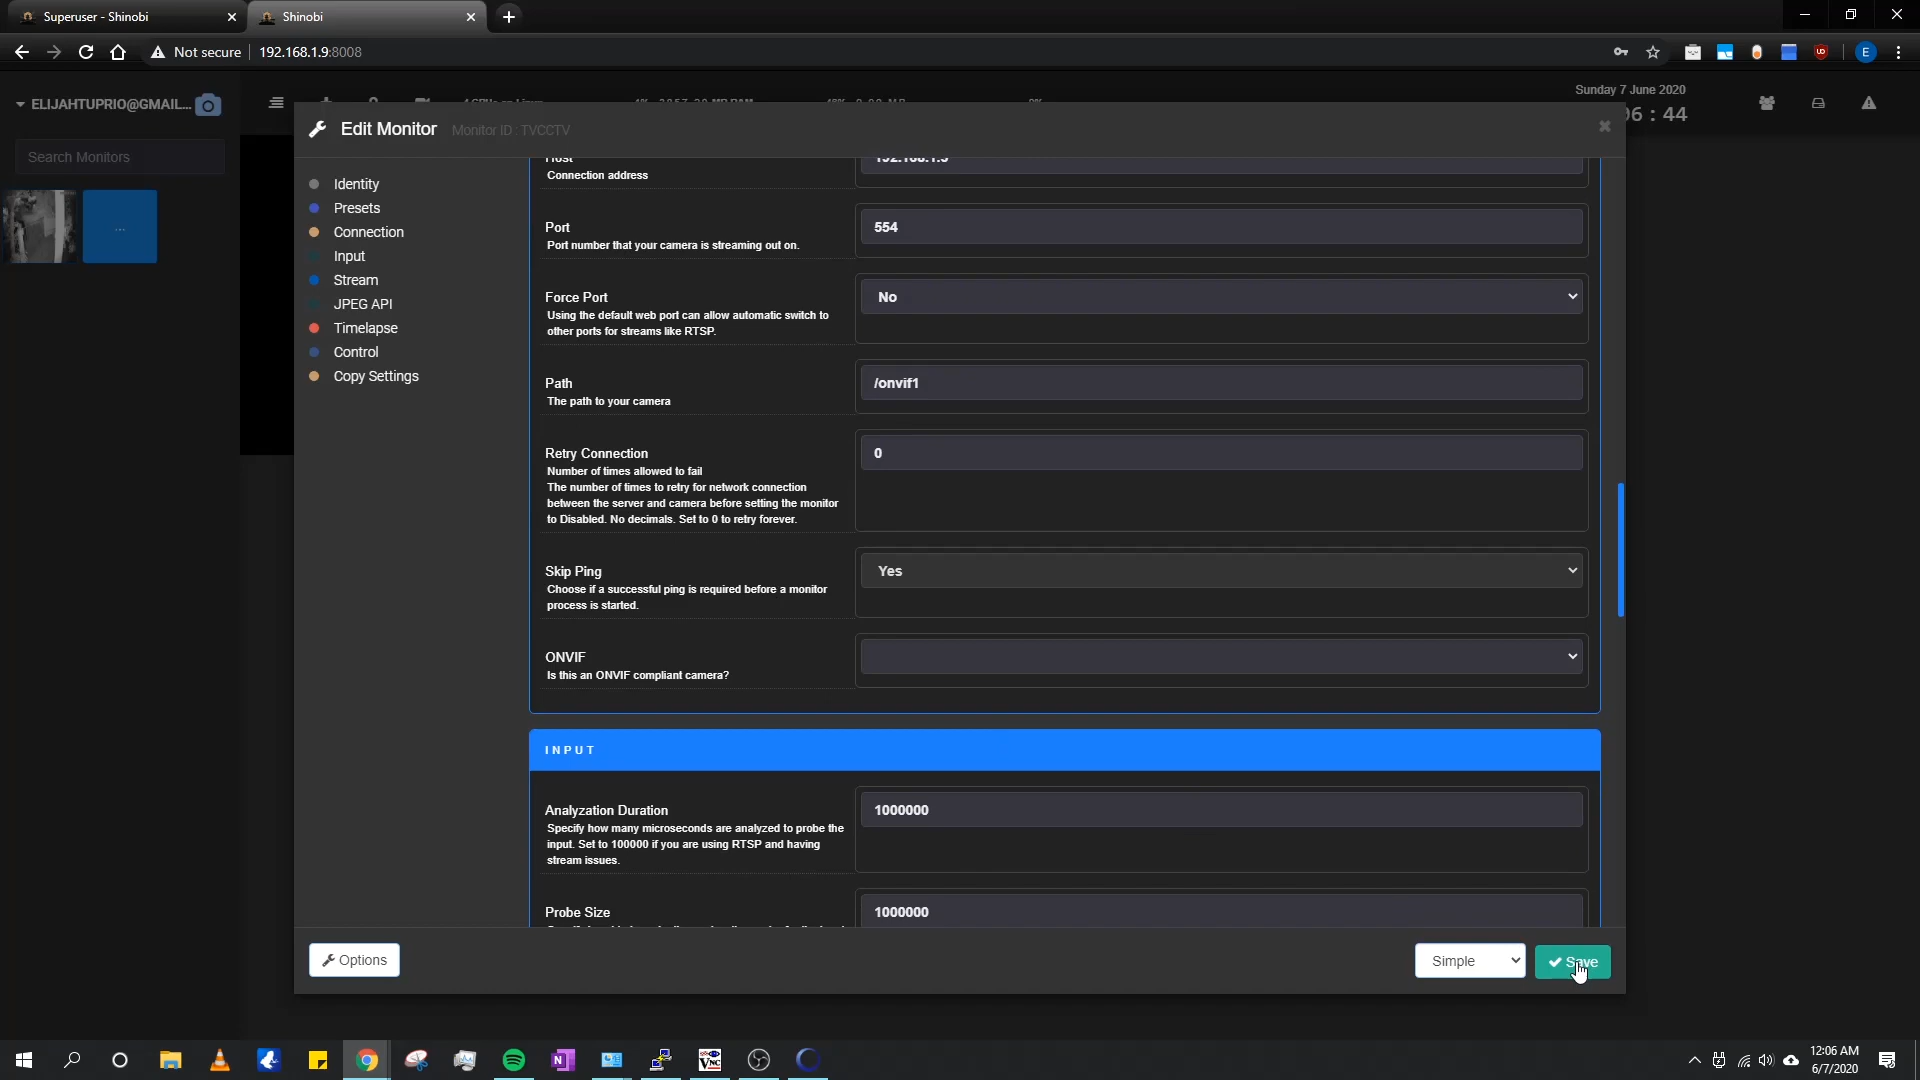 Superuser - Shinobi
Shinobi
Not secure
192.168.1.9:8008
E
ELIJAHTUPRIO@GMAIL...
Sunday 7 June 2020
06 : 44
Edit Monitor
Monitor ID : TVCCTV
Search Monitors
...
Identity
Presets
Connection
Input
Stream
JPEG API
Timelapse
Control
Copy Settings
Host
Connection address
Port
Port number that your camera is streaming out on.
554
Force Port
Using the default web port can allow automatic switch to
other ports for streams like RTSP.
No
Path
The path to your camera
/onvif1
Retry Connection
Number of times allowed to fail
The number of times to retry for network connection
between the server and camera before setting the monitor
to Disabled. No decimals. Set to 0 to retry forever.
0
Skip Ping
Choose if a successful ping is required before a monitor
process is started.
Yes
ONVIF
Is this an ONVIF compliant camera?
INPUT
Analyzation Duration
Specify how many microseconds are analyzed to probe the
input. Set to 100000 if you are using RTSP and having
stream issues.
1000000
Probe Size
1000000
Options
Simple
Save
12:06 AM
6/7/2020